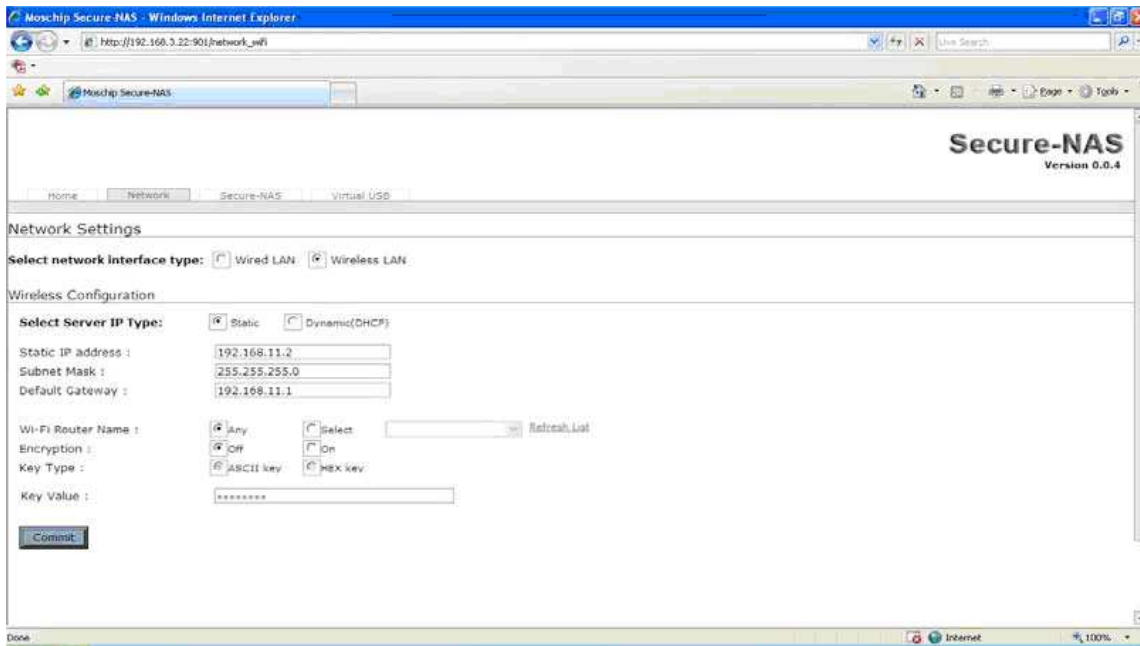 Moschip Secure-NAS - Windows Internet Explorer
http://192.168.3.22:901/network_wifi
Live Search
Moschip Secure-NAS
Page Tools
Secure-NAS
Version 0.0.4
Home Network Secure-NAS Virtual USB
Network Settings
Select network interface type: Wired LAN Wireless LAN
Wireless Configuration
Select Server IP Type: Static Dynamic(DHCP)
Static IP address : 192.168.11.2
Subnet Mask : 255.255.255.0
Default Gateway : 192.168.11.1
Wi-Fi Router Name : Any Select Refresh List
Encryption : Off On
Key Type : ASCII key HEX key
Key Value : ********
Commit
Done Internet 100%